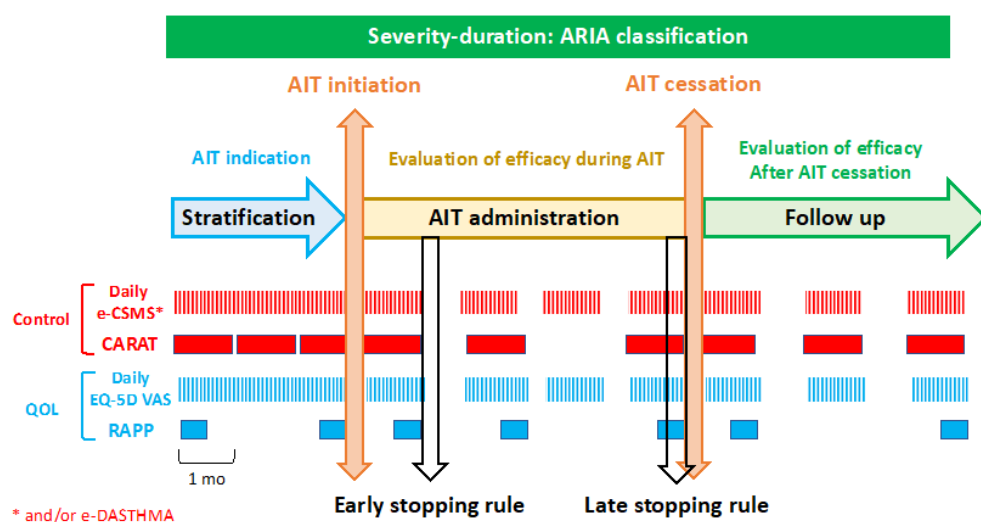 Severity-duration: ARIA classification
AIT initiation
AIT cessation
AIT indication
Evaluation of efficacy during AIT
Evaluation of efficacy
After AIT cessation
Stratification
AIT administration
Follow up
Control
Daily
e-CSMS*
CARAT
QOL
Daily
EQ-5D VAS
RAPP
1 mo
Early stopping rule
Late stopping rule
* and/or e-DASTHMA